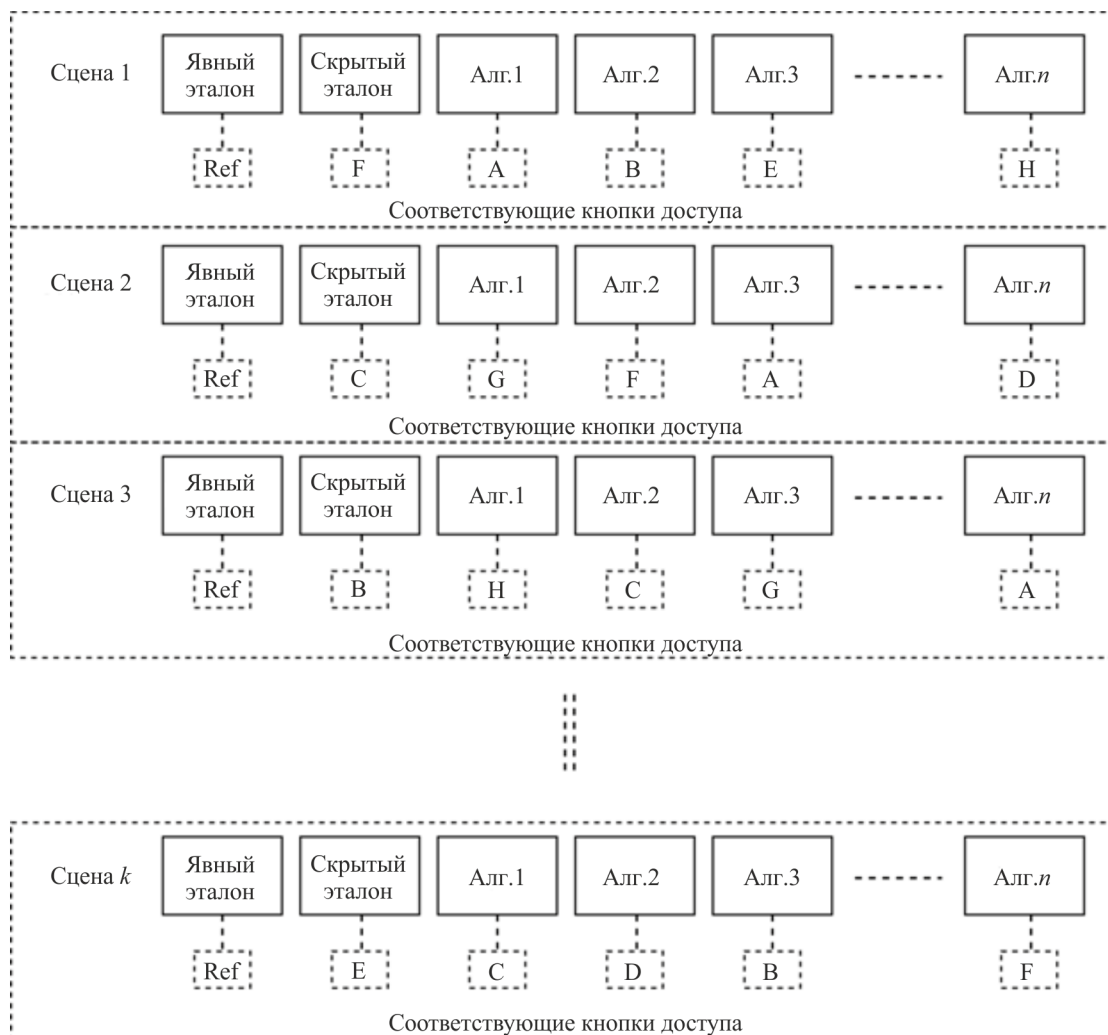 Сцена 1
Явный эталон
Скрытый эталон
Алг.1
Алг.2
Алг.3
Алг.n
Ref
F
A
B
E
H
Соответствующие кнопки доступа
Сцена 2
Явный эталон
Скрытый эталон
Алг.1
Алг.2
Алг.3
Алг.n
Ref
C
G
F
A
D
Соответствующие кнопки доступа
Сцена 3
Явный эталон
Скрытый эталон
Алг.1
Алг.2
Алг.3
Алг.n
Ref
B
H
C
G
A
Соответствующие кнопки доступа
Сцена k
Явный эталон
Скрытый эталон
Алг.1
Алг.2
Алг.3
Алг.n
Ref
E
C
D
B
F
Соответствующие кнопки доступа